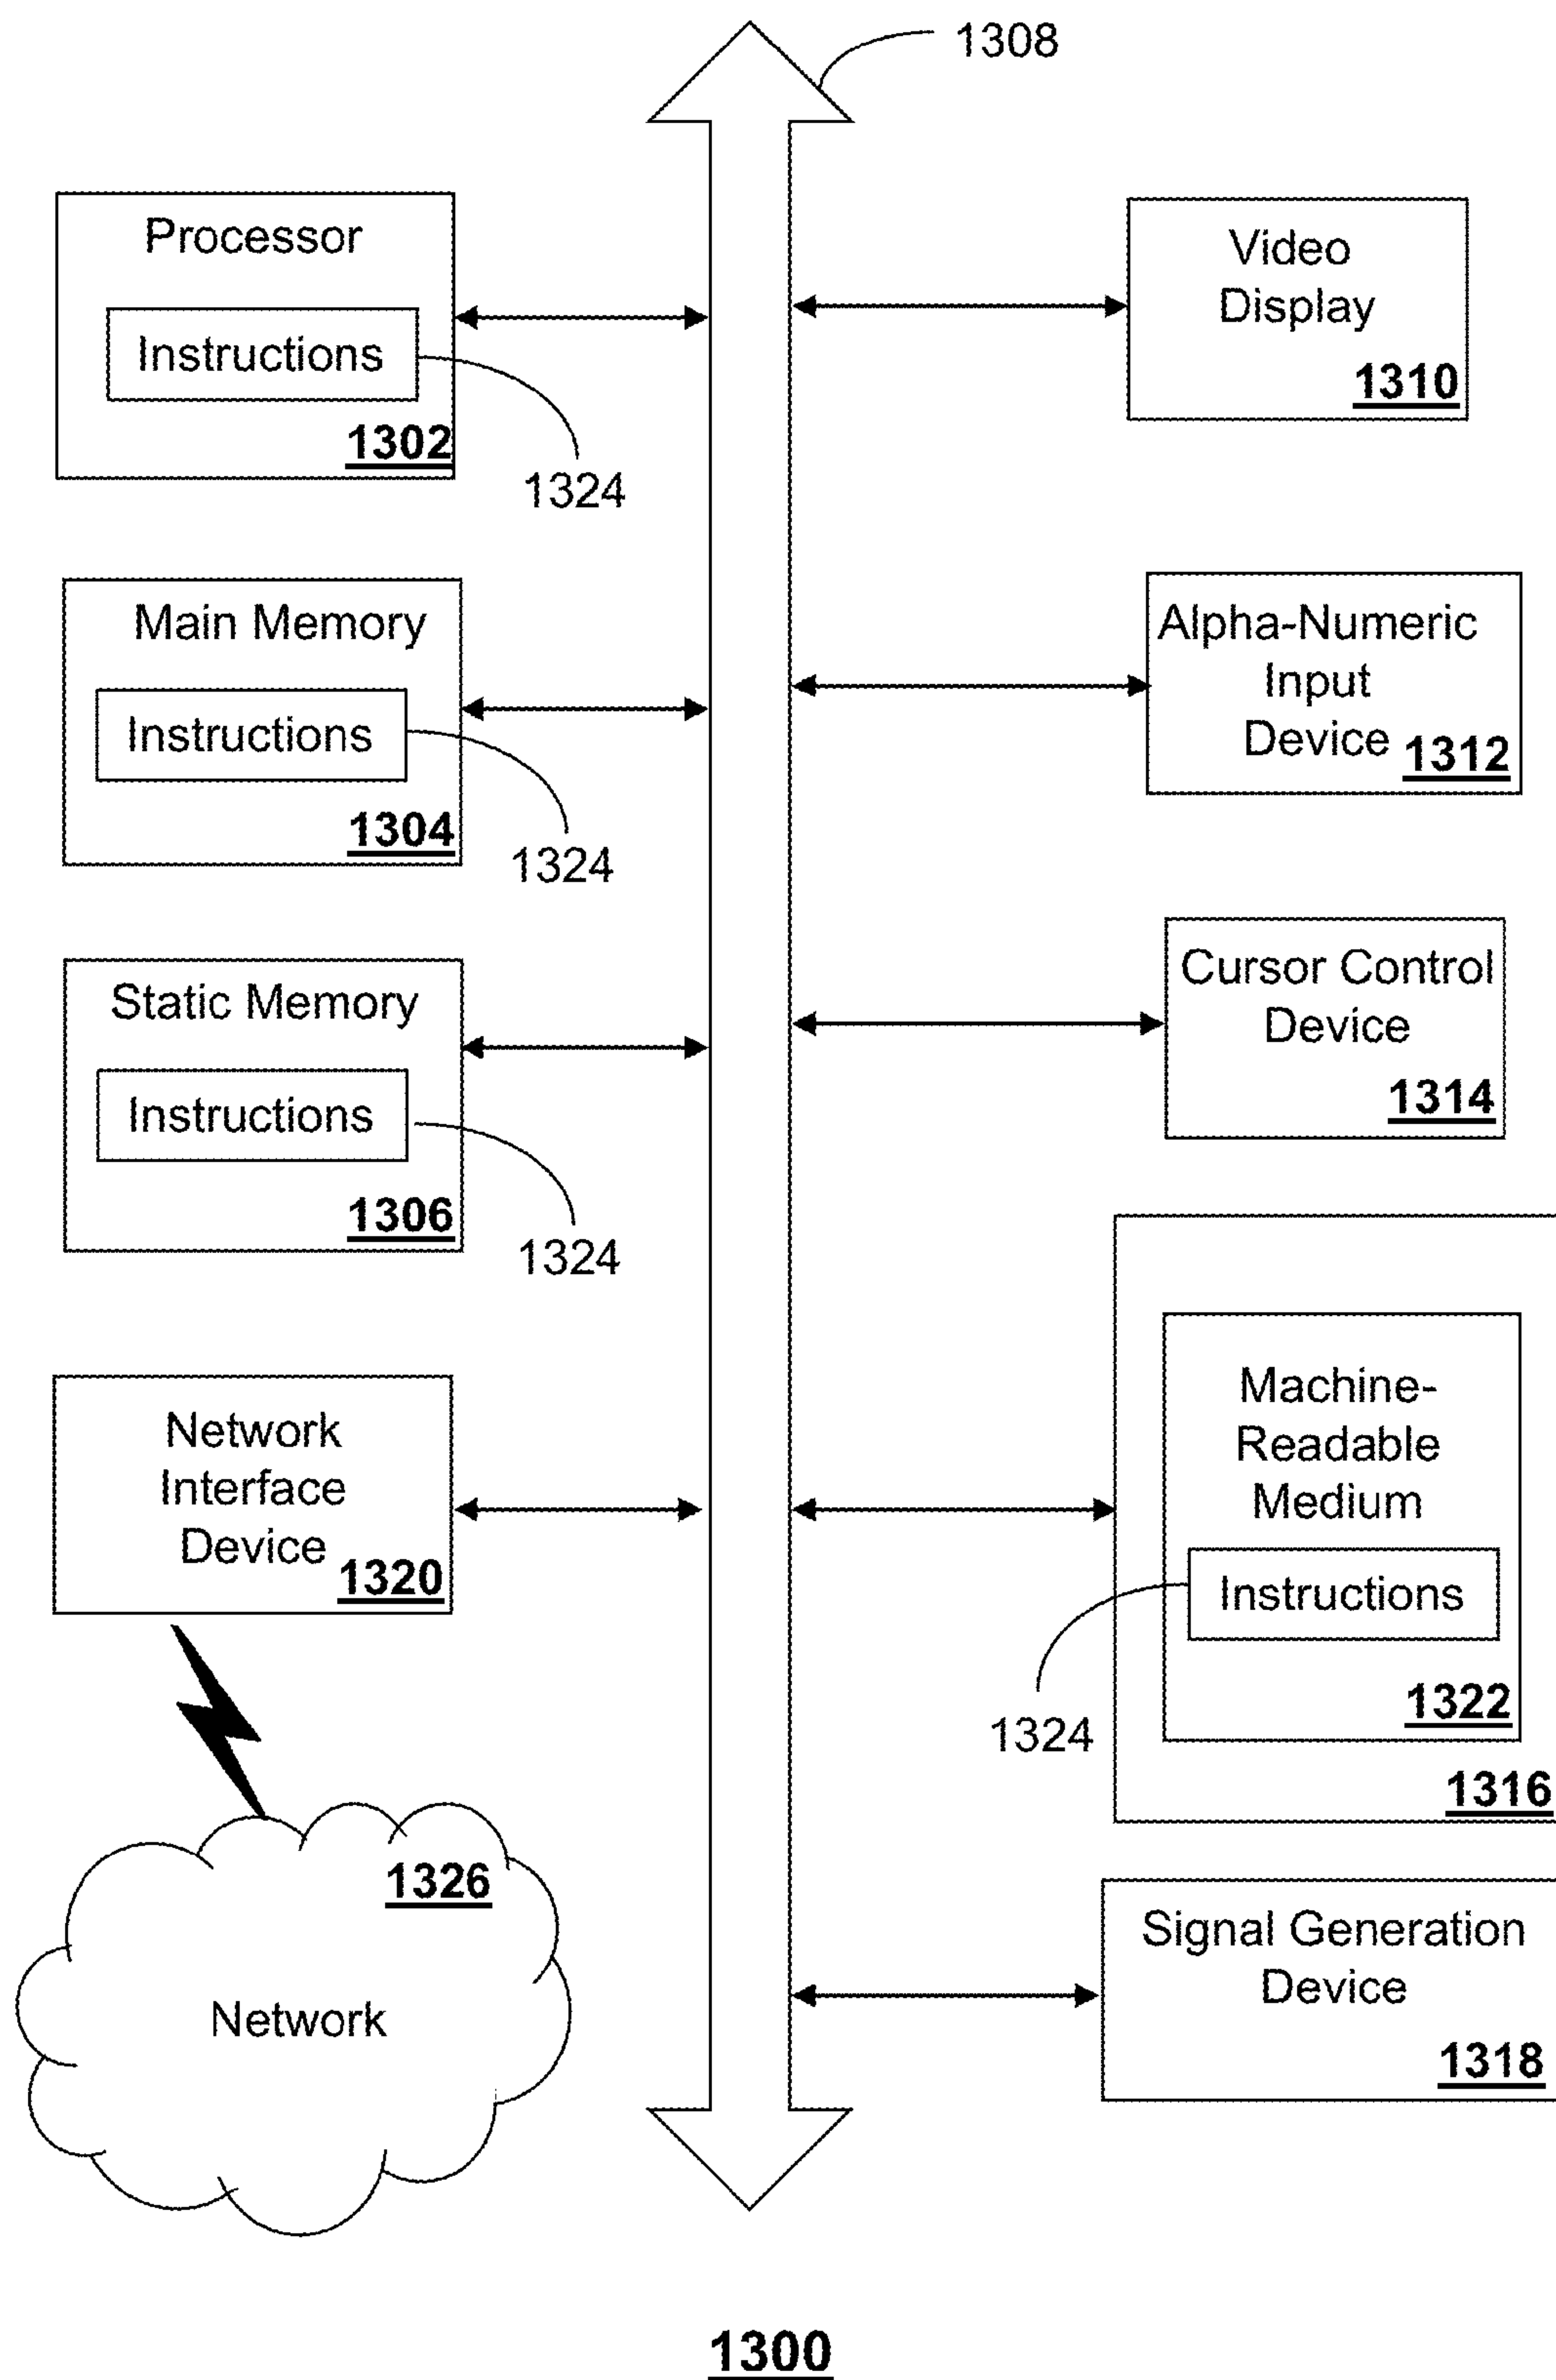 1308
Processor
Instructions
1302
1324
Main Memory
Instructions
1304
1324
Static Memory
Instructions
1306
1324
Network
Interface
Device
1320
1326
Network
Video
Display
1310
Alpha-Numeric
Input
Device
1312
Cursor Control
Device
1314
Machine-
Readable
Medium
Instructions
1322
1324
1316
Signal Generation
Device
1318
1300